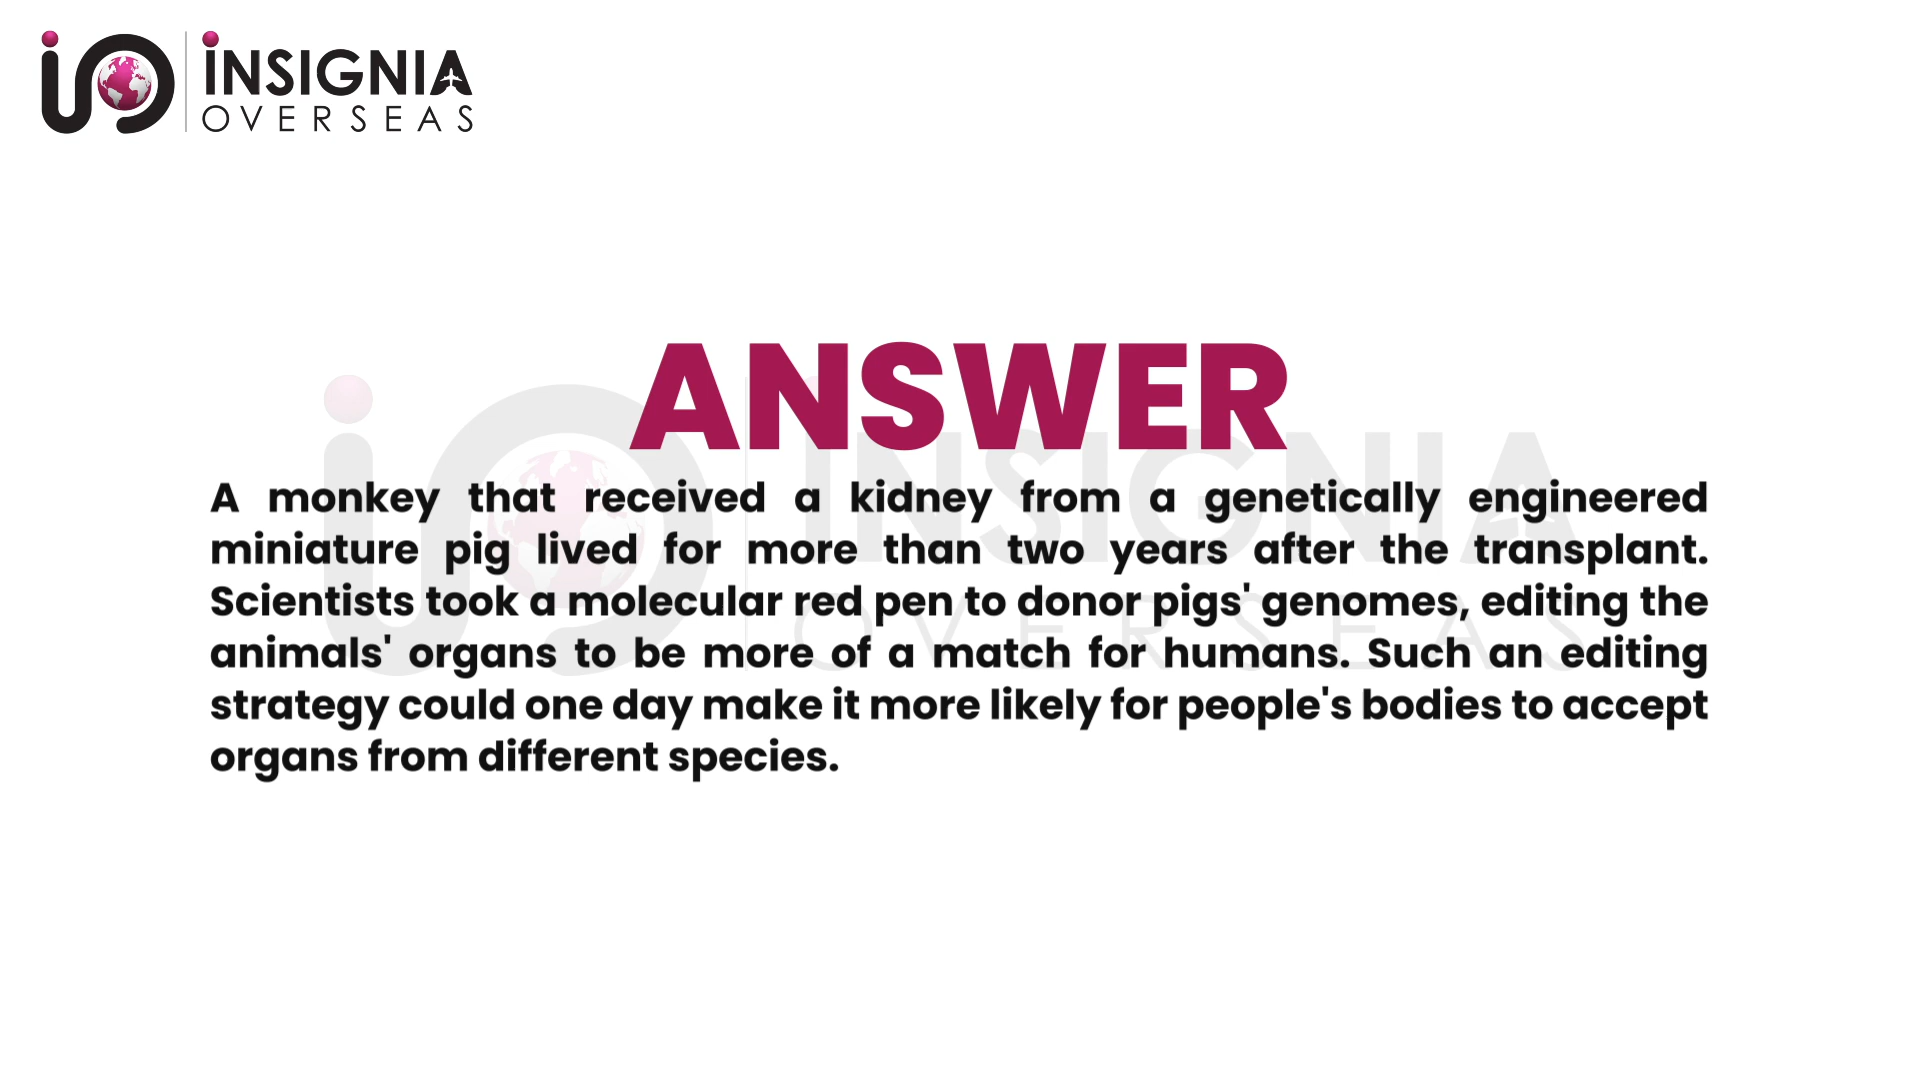 INSIGNIA
OVERSEAS
ANSWER
A monkey that received a kidney from a genetically engineered
miniature pig lived for more than two years after the transplant.
Scientists took a molecular red pen to donor pigs' genomes, editing the
animals' organs to be more of a match for humans. Such an editing
strategy could one day make it more likely for people's bodies to accept
organs from different species.
INSIGNIA
OVERSEAS